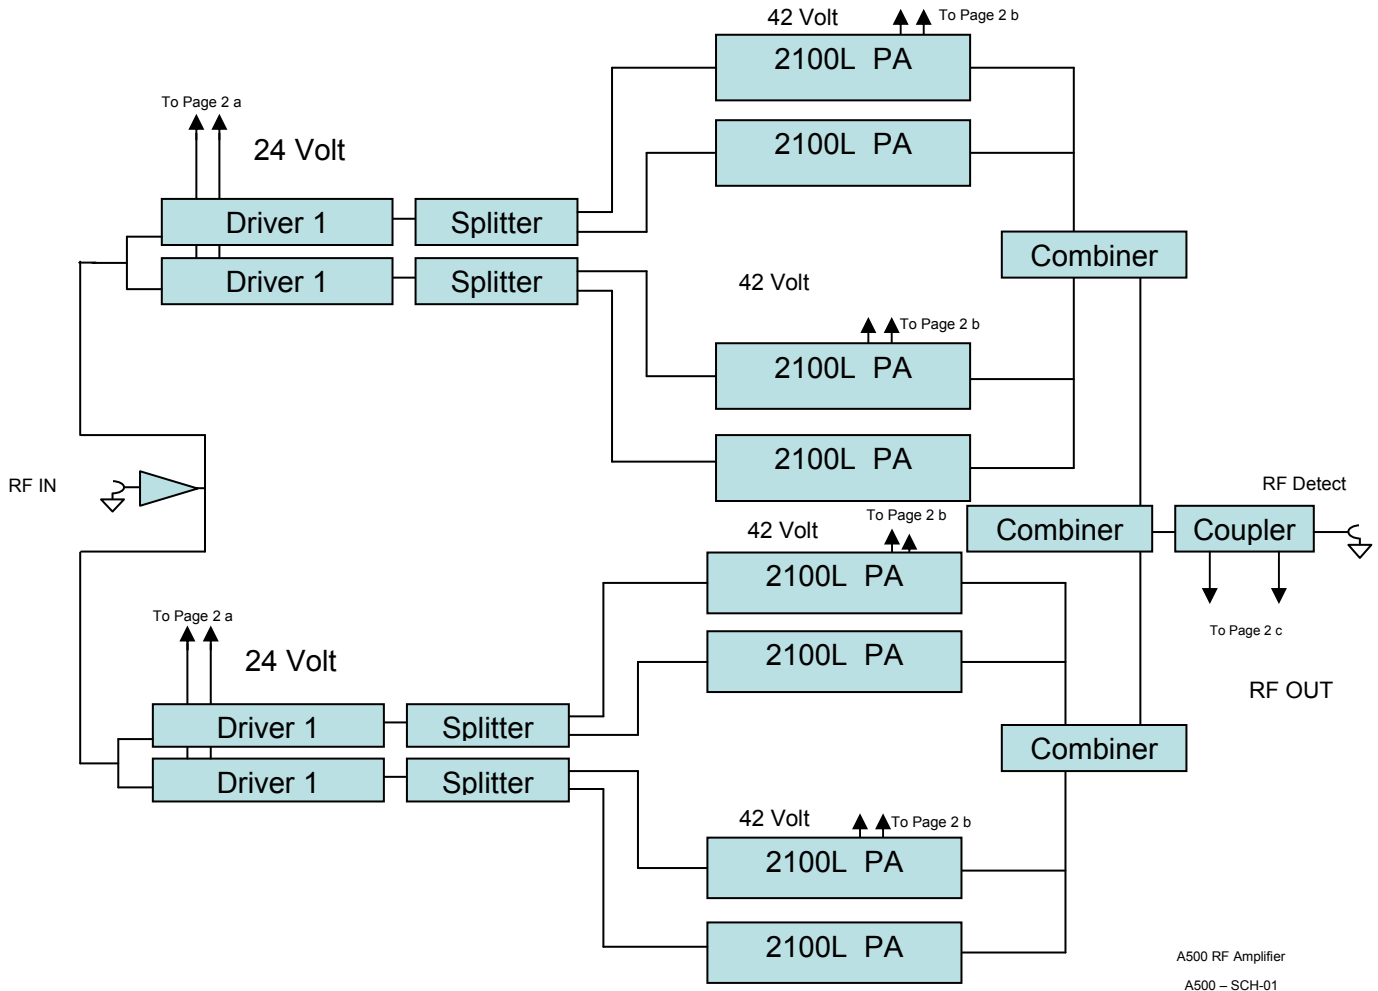 42 Volt
To Page 2 b
2100L PA
To Page 2 a
24 Volt
2100L PA
Driver 1
Splitter
Combiner
Driver 1
Splitter
42 Volt
To Page 2 b
2100L PA
2100L PA
RF IN
RF Detect
To Page 2 b
42 Volt
Combiner
Coupler
2100L PA
To Page 2 a
To Page 2 c
24 Volt
2100L PA
RF OUT
Driver 1
Splitter
Combiner
Driver 1
Splitter
42 Volt
To Page 2 b
2100L PA
2100L PA
A500 RF Amplifier
A500 – SCH-01